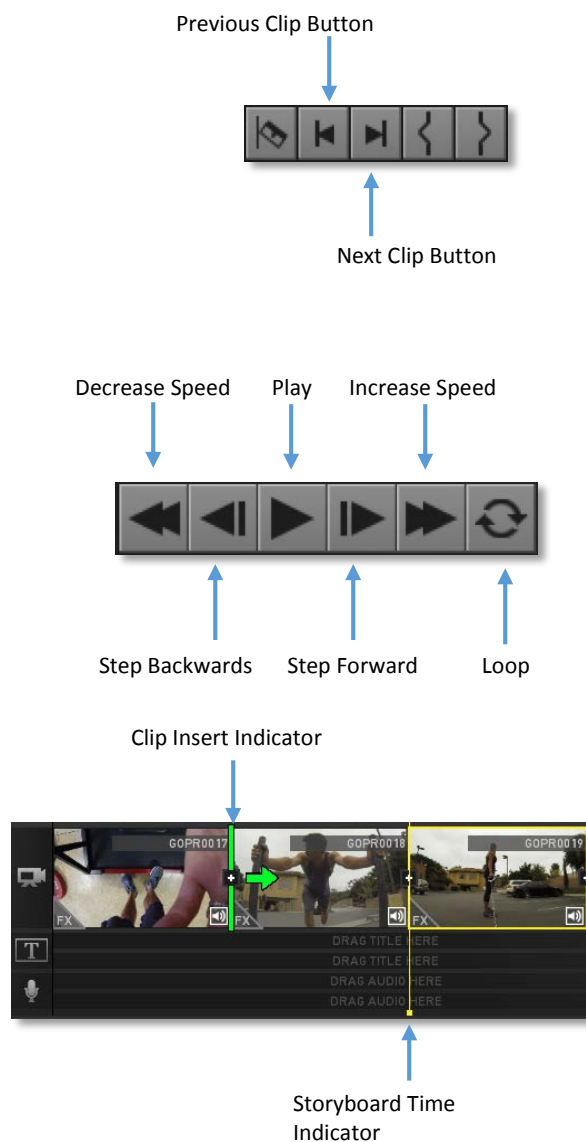 Previous Clip Button
Next Clip Button
Decrease Speed Play Increase Speed
Step Backwards Step Forward Loop
Clip Insert Indicator
GOPR0017 GOPR0018 GOPR0019
FX FX
T DRAG TITLE HERE
DRAG TITLE HERE
DRAG AUDIO HERE
DRAG AUDIO HERE
Storyboard Time
Indicator